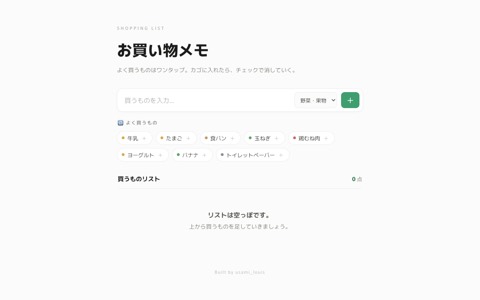 SHOPPING LIST
お買い物メモ
よく買うものはワンタップ。カゴに入れたら、チェックで消していく。
買うものを入力...
野菜・果物
+
よく買うもの
牛乳 +
たまご +
食パン +
玉ねぎ +
鶏むね肉 +
ヨーグルト +
バナナ +
トイレットペーパー +
買うものリスト
0 点
リストは空っぽです。
上から買うものを足していきましょう。